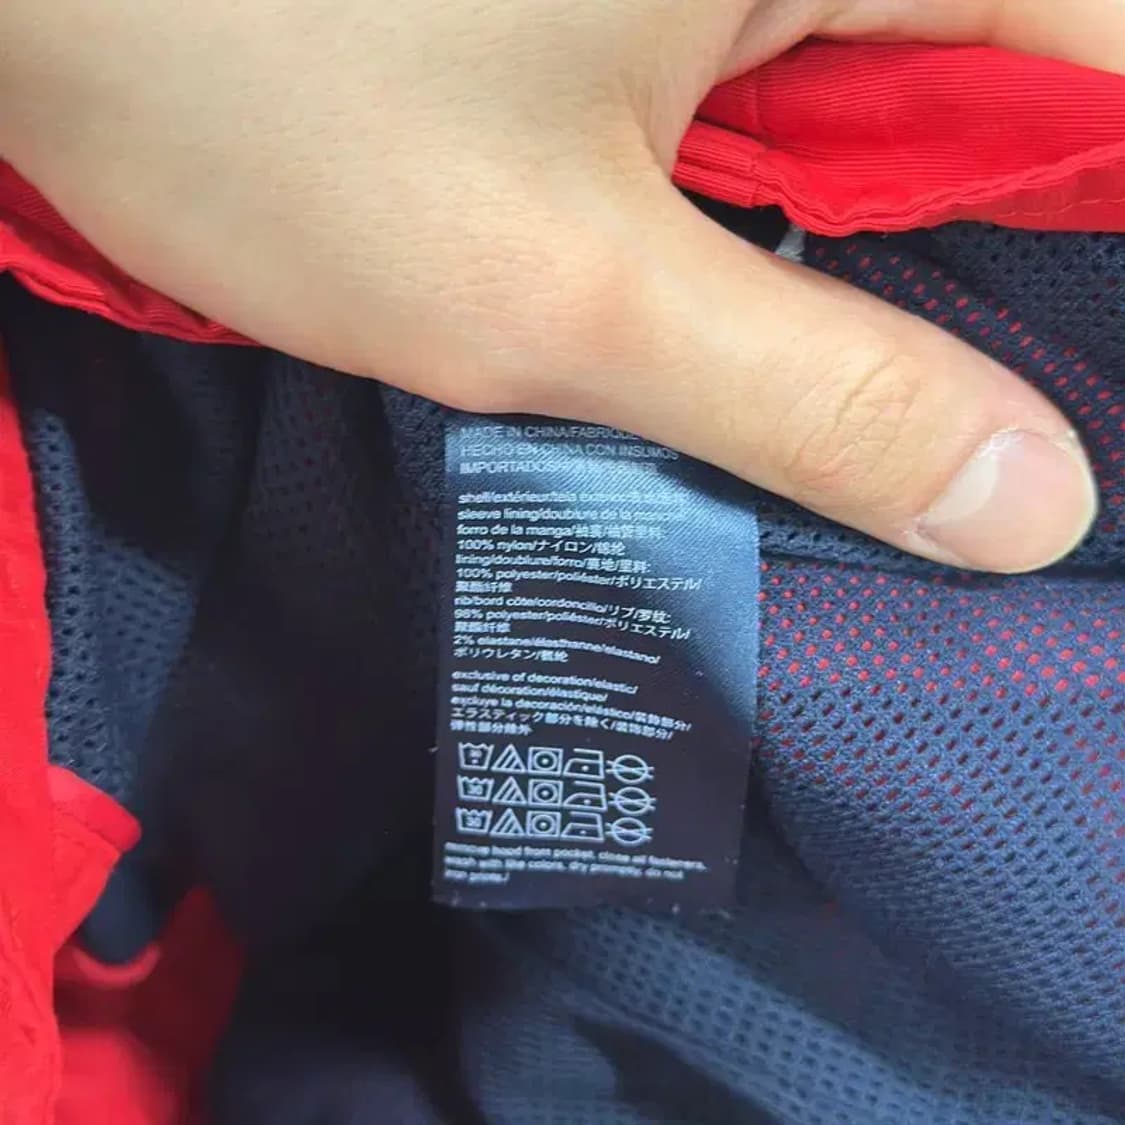 MADE IN CHINA/FABRIQUÉ
HECHO EN CHINA CON INSUMOS
IMPORTADOS
shell/extérieur/tela
sleeve lining/doublure de la manche/
forro de la manga/袖裏/袖管里料:
100% nylon/ナイロン/锦纶
lining/doublure/forro/裏地/里料:
100% polyester/poliéster/ポリエステル/
聚酯纤维
rib/bord côte/cordoncillo/リブ/罗纹:
98% polyester/poliéster/ポリエステル/
聚酯纤维
2% elastane/élasthanne/elastano/
ポリウレタン/氨纶
exclusive of decoration/elastic/
sauf décoration/élastique/
excluye la decoración/elástico/装飾部分/
エラスティック部分を除く/装饰部分/
弹性部分除外
remove hood from pocket, close all fasteners,
wash with like colors, dry promptly, do not
iron prints./